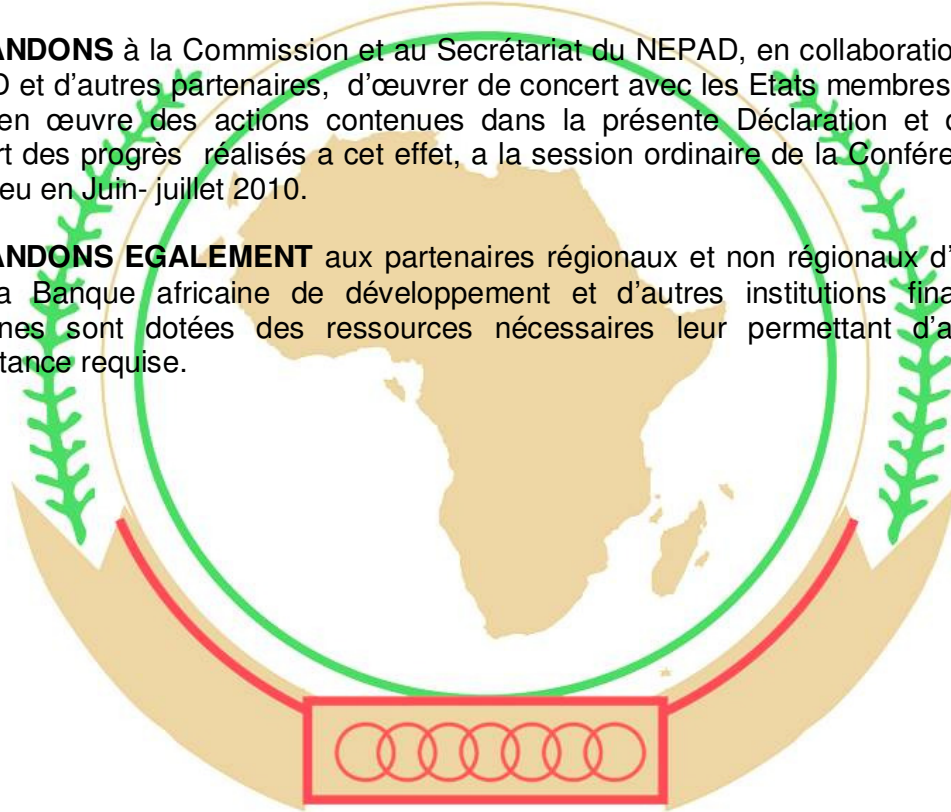 ANDONS à la Commission et au Secrétariat du NEPAD, en collaboratio
D et d'autres partenaires, d'œuvrer de concert avec les Etats membres
en œuvre des actions contenues dans la présente Déclaration et d
rt des progrès réalisés a cet effet, a la session ordinaire de la Confére
eu en Juin- juillet 2010.
ANDONS EGALEMENT aux partenaires régionaux et non régionaux d'
a Banque africaine de développement et d'autres institutions fina
nes sont dotées des ressources nécessaires leur permettant d'a
tance requise.